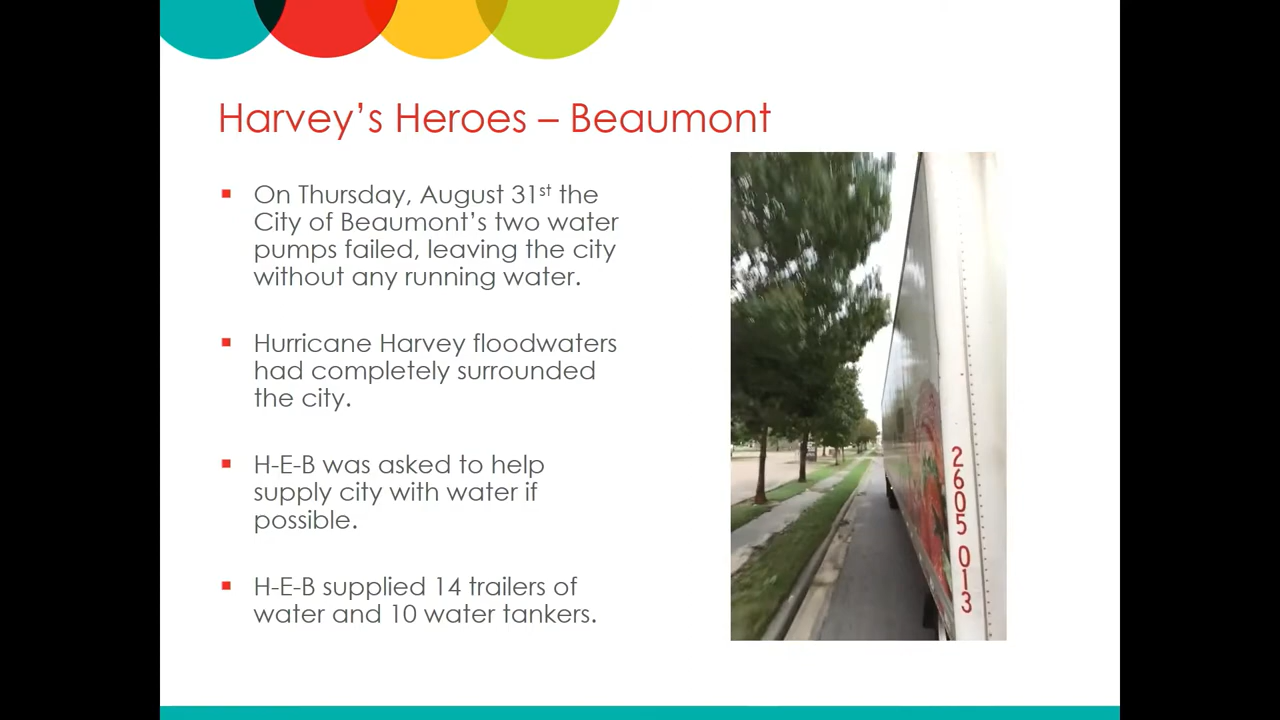 Harvey's Heroes – Beaumont
On Thursday, August 31st the
City of Beaumont's two water
pumps failed, leaving the city
without any running water.
Hurricane Harvey floodwaters
had completely surrounded
the city.
H-E-B was asked to help
supply city with water if
possible.
H-E-B supplied 14 trailers of
water and 10 water tankers.
2605 013